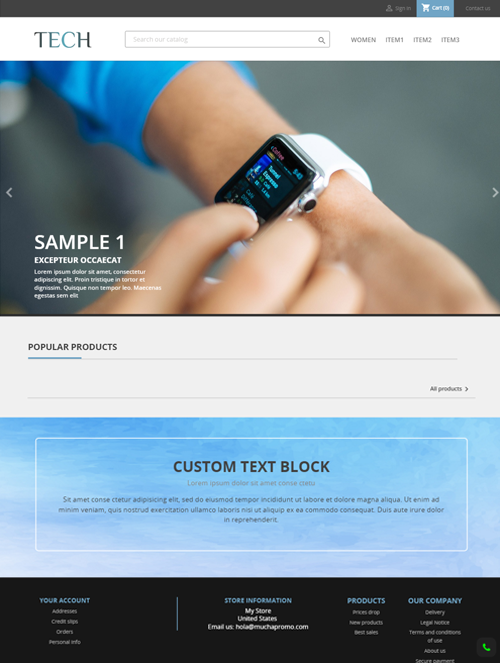 Sign in
Cart (0)
Contact us
TECH
Search our catalog
WOMEN
ITEM1
ITEM2
ITEM3
SAMPLE 1
EXCEPTEUR OCCAECAT
Lorem ipsum dolor sit amet, consectetur
adipiscing elit. Proin tristique in tortor et
dignissim. Quisque non tempor leo. Maecenas
egestas sem elit
POPULAR PRODUCTS
All products
CUSTOM TEXT BLOCK
Lorem ipsum dolor sit amet conse ctetu
Sit amet conse ctetur adipisicing elit, sed do eiusmod tempor incididunt ut labore et dolore magna aliqua. Ut enim ad
minim veniam, quis nostrud exercitation ullamco laboris nisi ut aliquip ex ea commodo consequat. Duis aute irure dolor
in reprehenderit.
YOUR ACCOUNT
Addresses
Credit slips
Orders
Personal info
STORE INFORMATION
My Store
United States
Email us: hola@muchapromo.com
PRODUCTS
Prices drop
New products
Best sales
OUR COMPANY
Delivery
Legal Notice
Terms and conditions
of use
About us
Secure payment